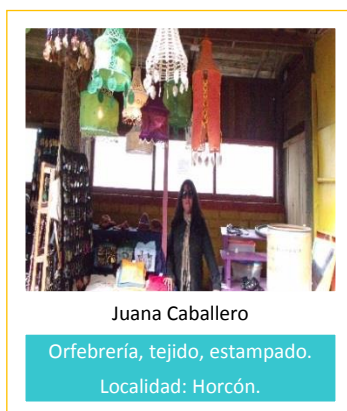 Juana Caballero
Orfebrería, tejido, estampado.
Localidad: Horcón.